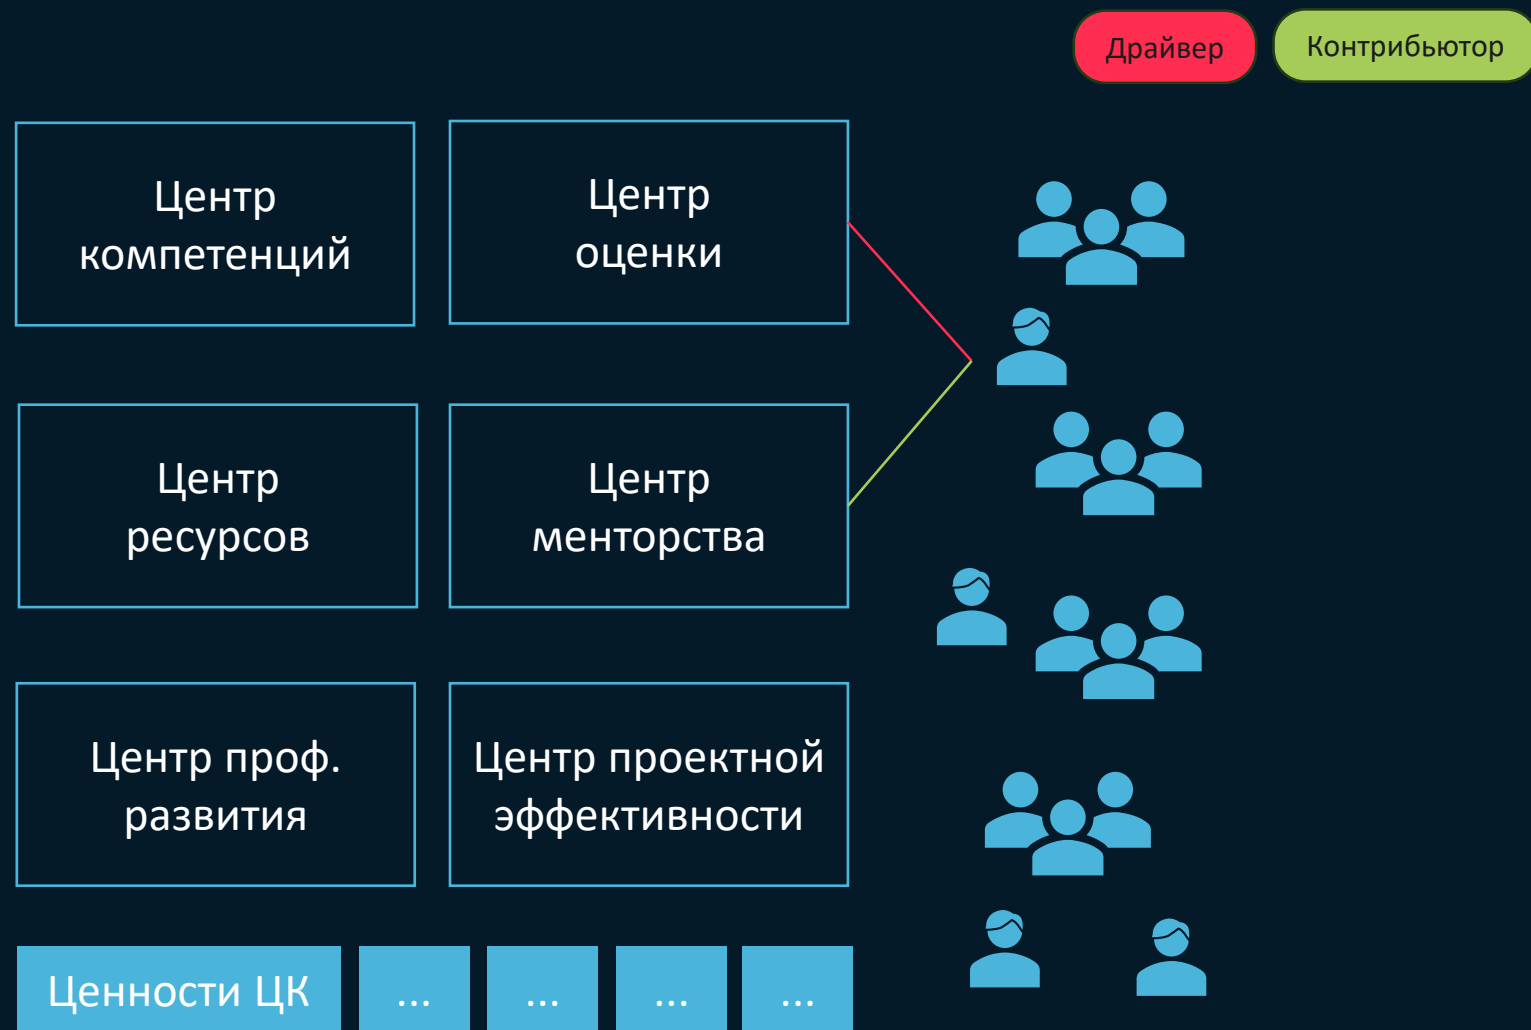 Драйвер
Контрибьютор
Центр
компетенций
Центр
оценки
Центр
ресурсов
Центр
менторства
Центр проф.
развития
Центр проектной
эффективности
Ценности ЦК
...
...
...
...